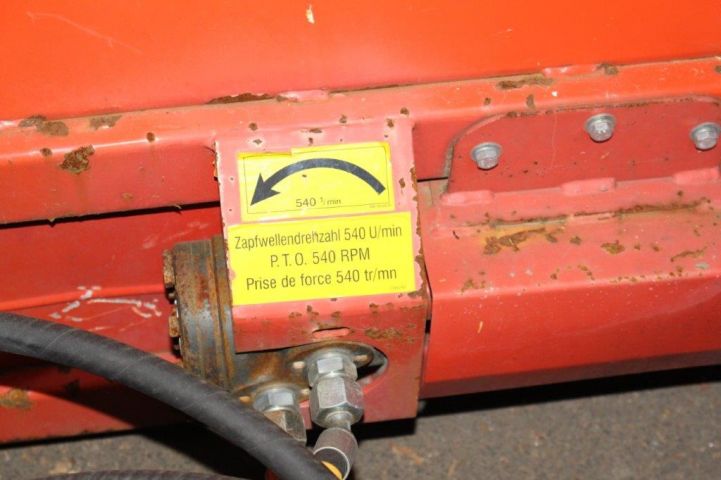 540 ¹/min
Zapfwellendrehzahl 540 U/min
P.T.O. 540 RPM
Prise de force 540 tr/mn